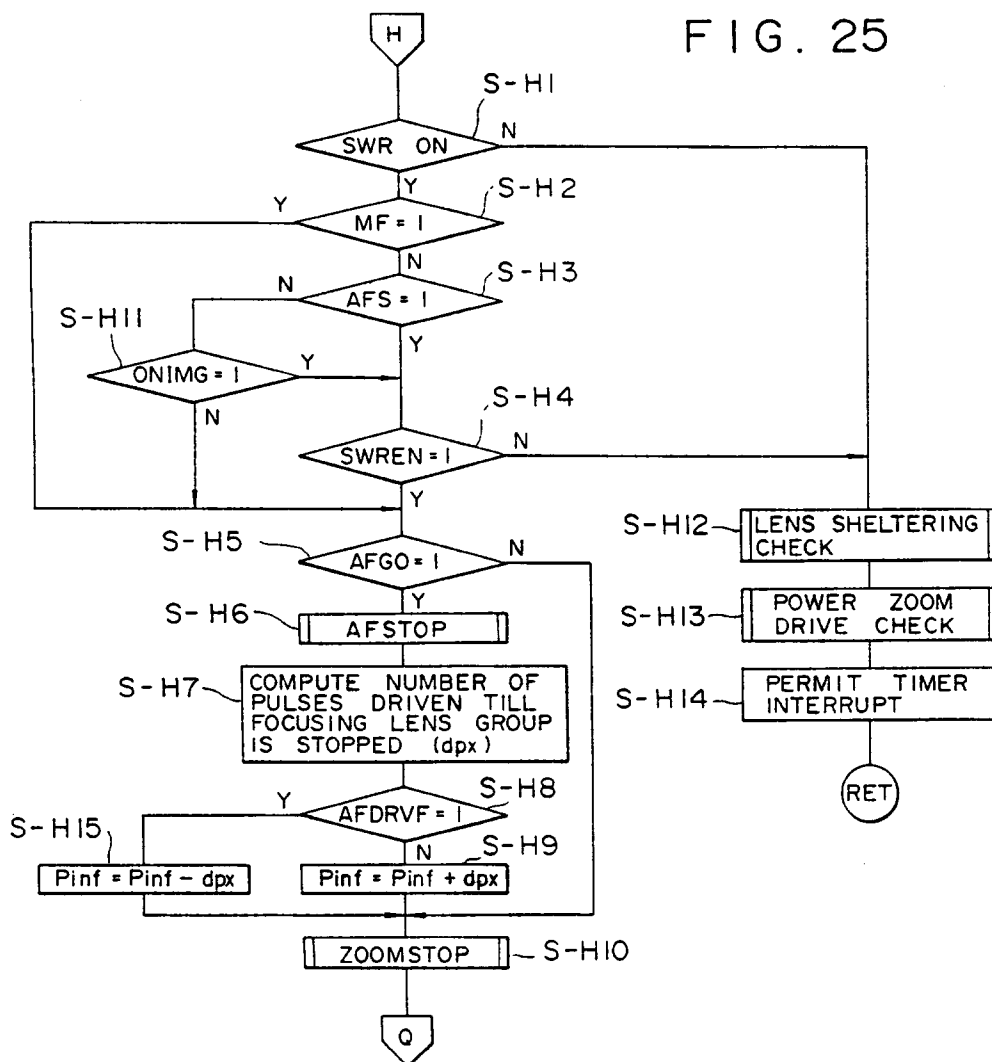 FIG. 25
H
S-H1
SWR ON
N
Y
S-H2
Y
MF = 1
N
S-H3
N
AFS = 1
S-H11
Y
ONIMG = 1
Y
N
S-H4
SWREN = 1
N
Y
S-H5
AFGO = 1
N
Y
S-H6
AFSTOP
S-H7
COMPUTE NUMBER OF
PULSES DRIVEN TILL
FOCUSING LENS GROUP
IS STOPPED (dpx)
S-H8
Y
AFDRVF = 1
N
S-H15
S-H9
Pinf = Pinf - dpx
Pinf = Pinf + dpx
ZOOMSTOP
S-H10
Q
S-H12
LENS SHELTERING
CHECK
S-H13
POWER ZOOM
DRIVE CHECK
S-H14
PERMIT TIMER
INTERRUPT
RET